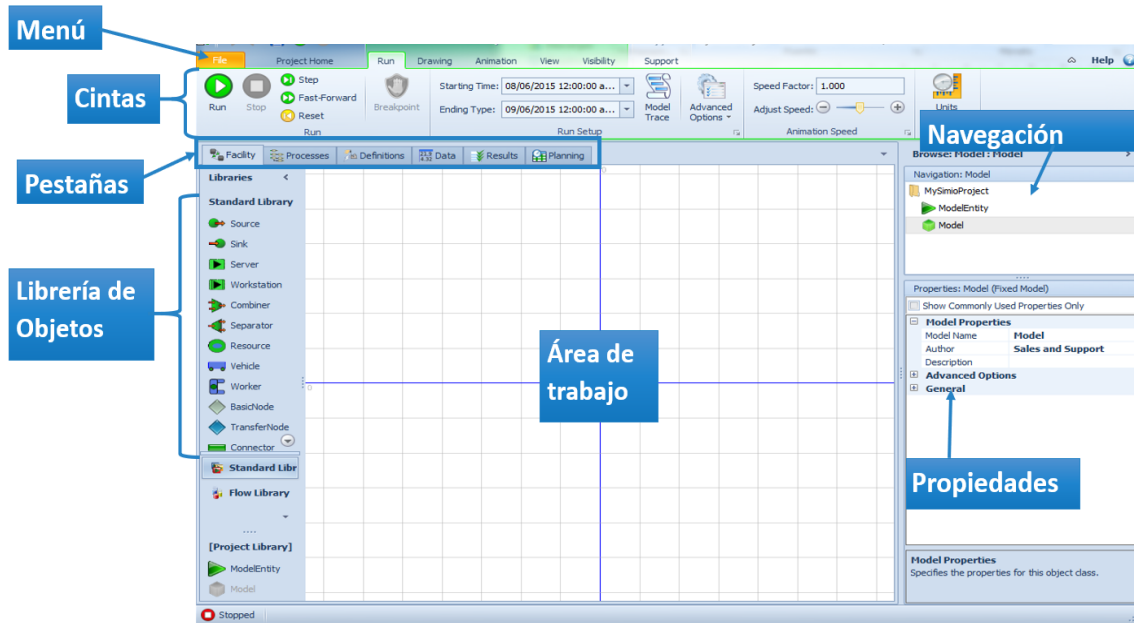 Menú
File Project Home Run Drawing Animation View Visibility Support Help
Cintas
Run
Stop
Step
Fast-Forward
Reset
Run
Breakpoint
Starting Time: 08/06/2015 12:00:00 a...
Ending Type: 09/06/2015 12:00:00 a...
Model
Trace
Advanced
Options
Run Setup
Speed Factor: 1.000
Adjust Speed:
Animation Speed
Units
Navegación
Pestañas
Facility Processes Definitions Data Results Planning
Libraries <
Standard Library
Source
Sink
Server
Workstation
Combiner
Separator
Resource
Vehicle
Worker
BasicNode
TransferNode
Connector
Standard Libr
Flow Library
[Project Library]
ModelEntity
Model
Stopped
Librería de
Objetos
0
0
Área de
trabajo
Browse: Model : Model >
Navigation: Model
MySimioProject
ModelEntity
Model
Properties: Model (Fixed Model)
Show Commonly Used Properties Only
Model Properties
Model Name Model
Author Sales and Support
Description
Advanced Options
General
Propiedades
Model Properties
Specifies the properties for this object class.